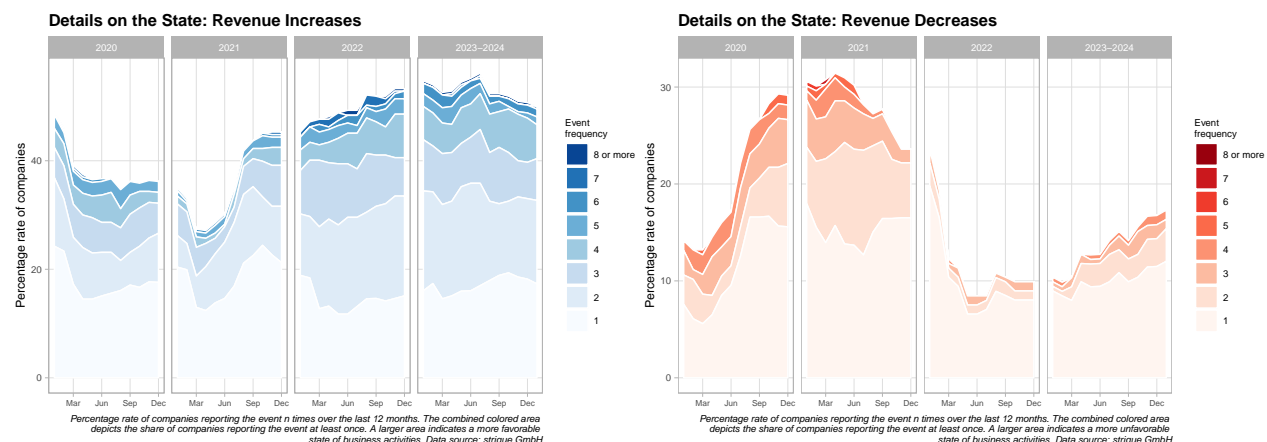 Details on the State: Revenue Increases
2020
2021
2022
2023–2024
Percentage rate of companies
40
20
0
Mar Jun Sep Dec
Mar Jun Sep Dec
Mar Jun Sep Dec
Mar Jun Sep Dec
Event
frequency
8 or more
7
6
5
4
3
2
1
Percentage rate of companies reporting the event n times over the last 12 months. The combined colored area
depicts the share of companies reporting the event at least once. A larger area indicates a more favorable
state of business activities. Data source: strique GmbH
Details on the State: Revenue Decreases
2020
2021
2022
2023–2024
Percentage rate of companies
30
20
10
0
Mar Jun Sep Dec
Mar Jun Sep Dec
Mar Jun Sep Dec
Mar Jun Sep Dec
Event
frequency
8 or more
7
6
5
4
3
2
1
Percentage rate of companies reporting the event n times over the last 12 months. The combined colored area
depicts the share of companies reporting the event at least once. A larger area indicates a more unfavorable
state of business activities. Data source: strique GmbH